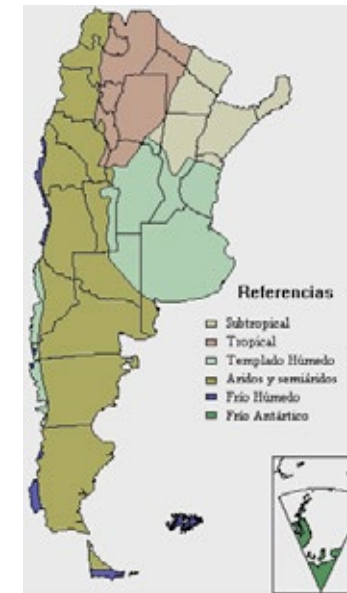 Referencias
Subtropical
Tropical
Templado Húmedo
Aridos y semiáridos
Frío Húmedo
Frío Antártico